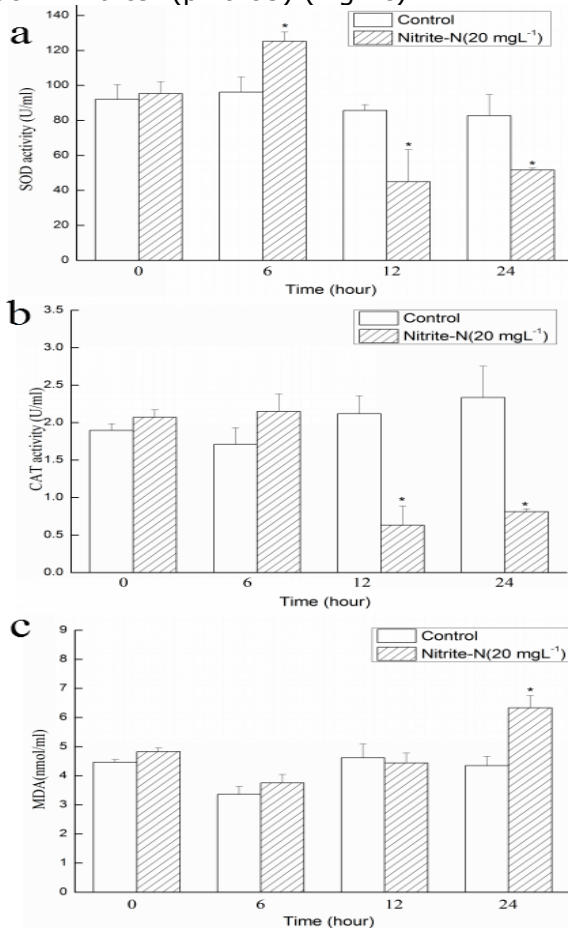 a
140
120
100
80
60
40
20
0
SOD activity (U/ml)
Control
Nitrite-N(20 mgL⁻¹)
*
*
*
0 6 12 24
Time (hour)
b
3.5
3.0
2.5
2.0
1.5
1.0
0.5
0.0
CAT activity (U/ml)
Control
Nitrite-N(20 mgL⁻¹)
*
*
0 6 12 24
Time (hour)
c
9
8
7
6
5
4
3
2
1
0
MDA(nmol/ml)
Control
Nitrite-N(20 mgL⁻¹)
*
0 6 12 24
Time (hour)